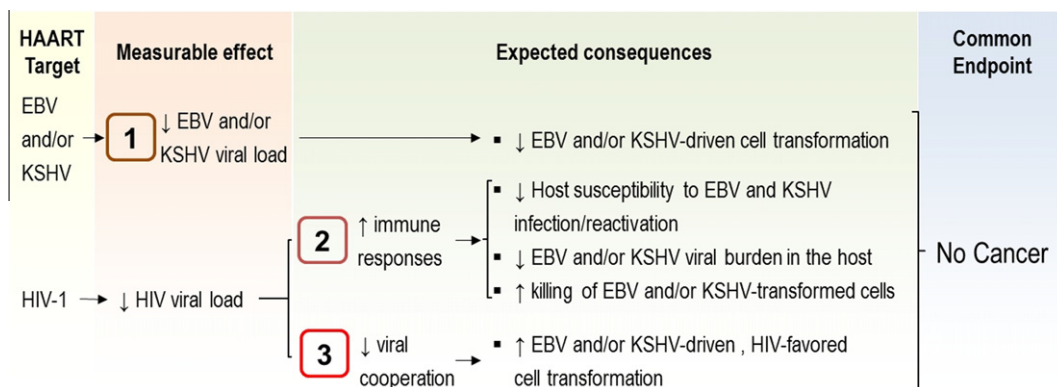 HAART
Target
Measurable effect
Expected consequences
Common
Endpoint
EBV
and/or
KSHV
1
↓ EBV and/or
KSHV viral load
▪ ↓ EBV and/or KSHV-driven cell transformation
2
↑ immune
responses
▪ ↓ Host susceptibility to EBV and KSHV
infection/reactivation
▪ ↓ EBV and/or KSHV viral burden in the host
▪ ↑ killing of EBV and/or KSHV-transformed cells
HIV-1
↓ HIV viral load
3
↓ viral
cooperation
▪ ↑ EBV and/or KSHV-driven , HIV-favored
cell transformation
No Cancer